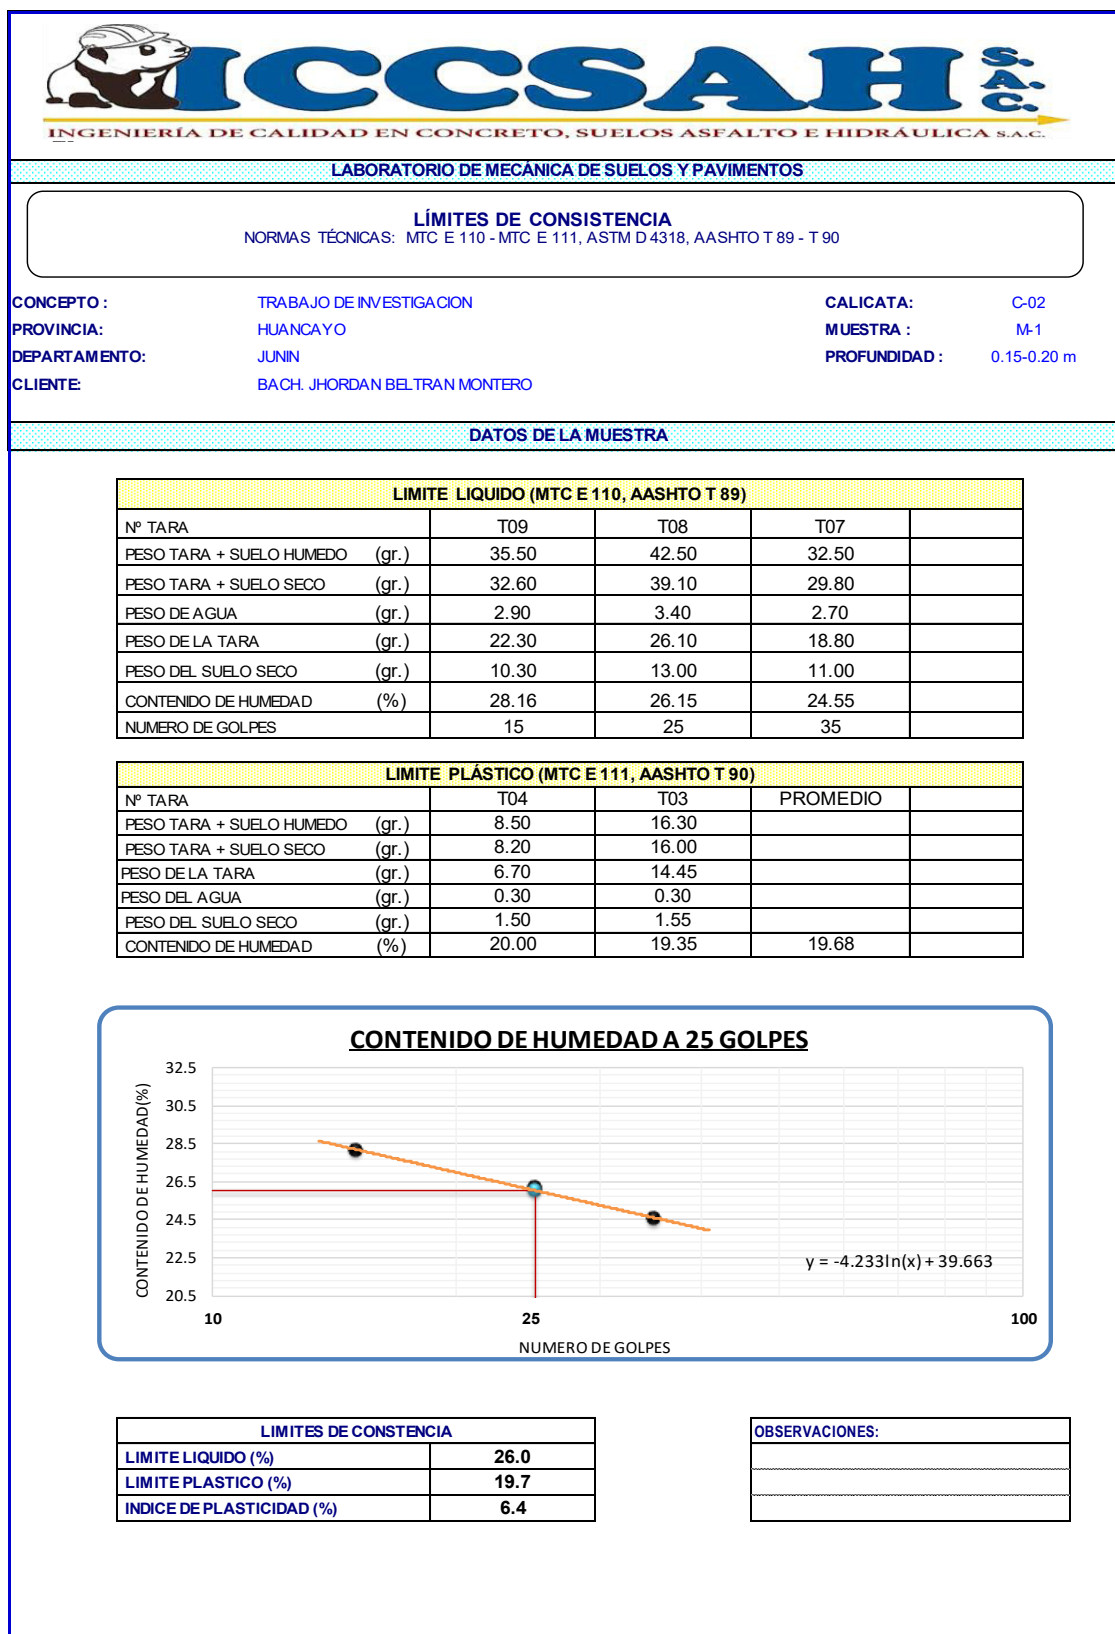 ICCSAH S.A.C.
INGENIERÍA DE CALIDAD EN CONCRETO, SUELOS ASFALTO E HIDRÁULICA S.A.C.
LABORATORIO DE MECÁNICA DE SUELOS Y PAVIMENTOS
LÍMITES DE CONSISTENCIA
NORMAS TÉCNICAS: MTC E 110 - MTC E 111, ASTM D 4318, AASHTO T 89 - T 90
CONCEPTO : TRABAJO DE INVESTIGACION CALICATA: C-02
PROVINCIA: HUANCAYO MUESTRA : M-1
DEPARTAMENTO: JUNIN PROFUNDIDAD : 0.15-0.20 m
CLIENTE: BACH. JHORDAN BELTRAN MONTERO
DATOS DE LA MUESTRA
LIMITE LIQUIDO (MTC E 110, AASHTO T 89)
Nº TARA T09 T08 T07
PESO TARA + SUELO HUMEDO (gr.) 35.50 42.50 32.50
PESO TARA + SUELO SECO (gr.) 32.60 39.10 29.80
PESO DE AGUA (gr.) 2.90 3.40 2.70
PESO DE LA TARA (gr.) 22.30 26.10 18.80
PESO DEL SUELO SECO (gr.) 10.30 13.00 11.00
CONTENIDO DE HUMEDAD (%) 28.16 26.15 24.55
NUMERO DE GOLPES 15 25 35
LIMITE PLÁSTICO (MTC E 111, AASHTO T 90)
Nº TARA T04 T03 PROMEDIO
PESO TARA + SUELO HUMEDO (gr.) 8.50 16.30
PESO TARA + SUELO SECO (gr.) 8.20 16.00
PESO DE LA TARA (gr.) 6.70 14.45
PESO DEL AGUA (gr.) 0.30 0.30
PESO DEL SUELO SECO (gr.) 1.50 1.55
CONTENIDO DE HUMEDAD (%) 20.00 19.35 19.68
CONTENIDO DE HUMEDAD A 25 GOLPES
CONTENIDO DE HUMEDAD(%)
32.5
30.5
28.5
26.5
24.5
22.5
20.5
y = -4.233ln(x) + 39.663
10 25 100
NUMERO DE GOLPES
LIMITES DE CONSTENCIA OBSERVACIONES:
LIMITE LIQUIDO (%) 26.0
LIMITE PLASTICO (%) 19.7
INDICE DE PLASTICIDAD (%) 6.4